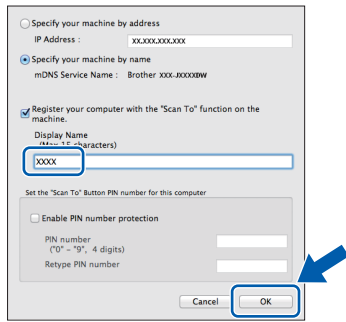 Specify your machine by address
IP Address : XX.XXX.XXX.XXX
Specify your machine by name
mDNS Service Name : Brother XXX-JXXXXDW
Register your computer with the "Scan To" function on the
machine.
Display Name
(Max 15 characters)
XXXX
Set the "Scan To" Button PIN number for this computer
Enable PIN number protection
PIN number
("0" – "9", 4 digits)
Retype PIN number
Cancel OK